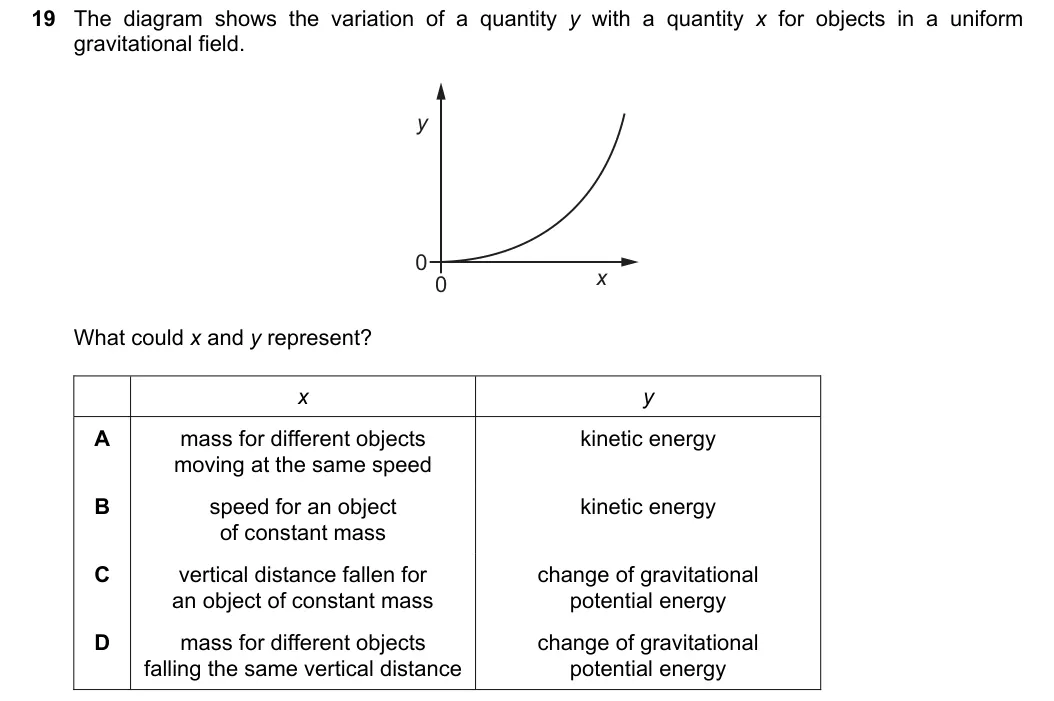 19 The diagram shows the variation of a quantity y with a quantity x for objects in a uniform
gravitational field.
y
0
0
x
What could x and y represent?
x y
A mass for different objects moving at the same speed kinetic energy
B speed for an object of constant mass kinetic energy
C vertical distance fallen for an object of constant mass change of gravitational potential energy
D mass for different objects falling the same vertical distance change of gravitational potential energy